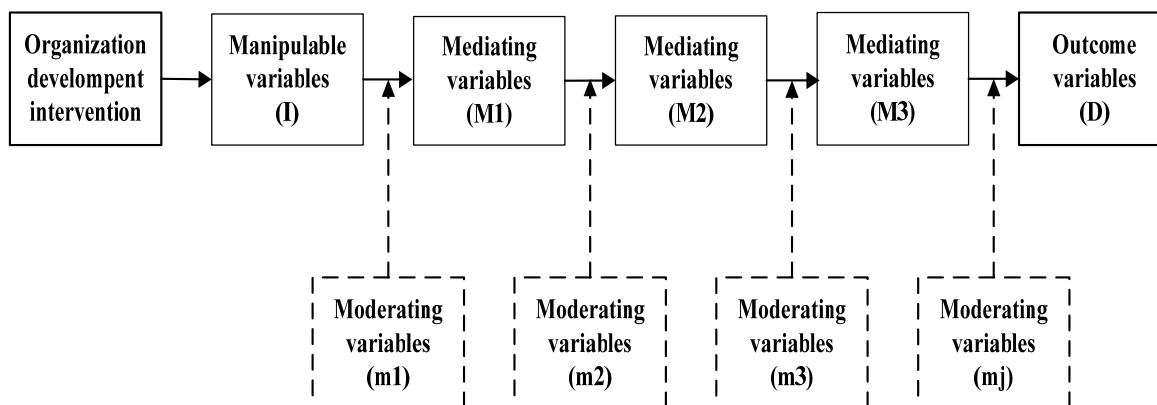 Organization
develompent
intervention
Manipulable
variables
(I)
Mediating
variables
(M1)
Mediating
variables
(M2)
Mediating
variables
(M3)
Outcome
variables
(D)
Moderating
variables
(m1)
Moderating
variables
(m2)
Moderating
variables
(m3)
Moderating
variables
(mj)